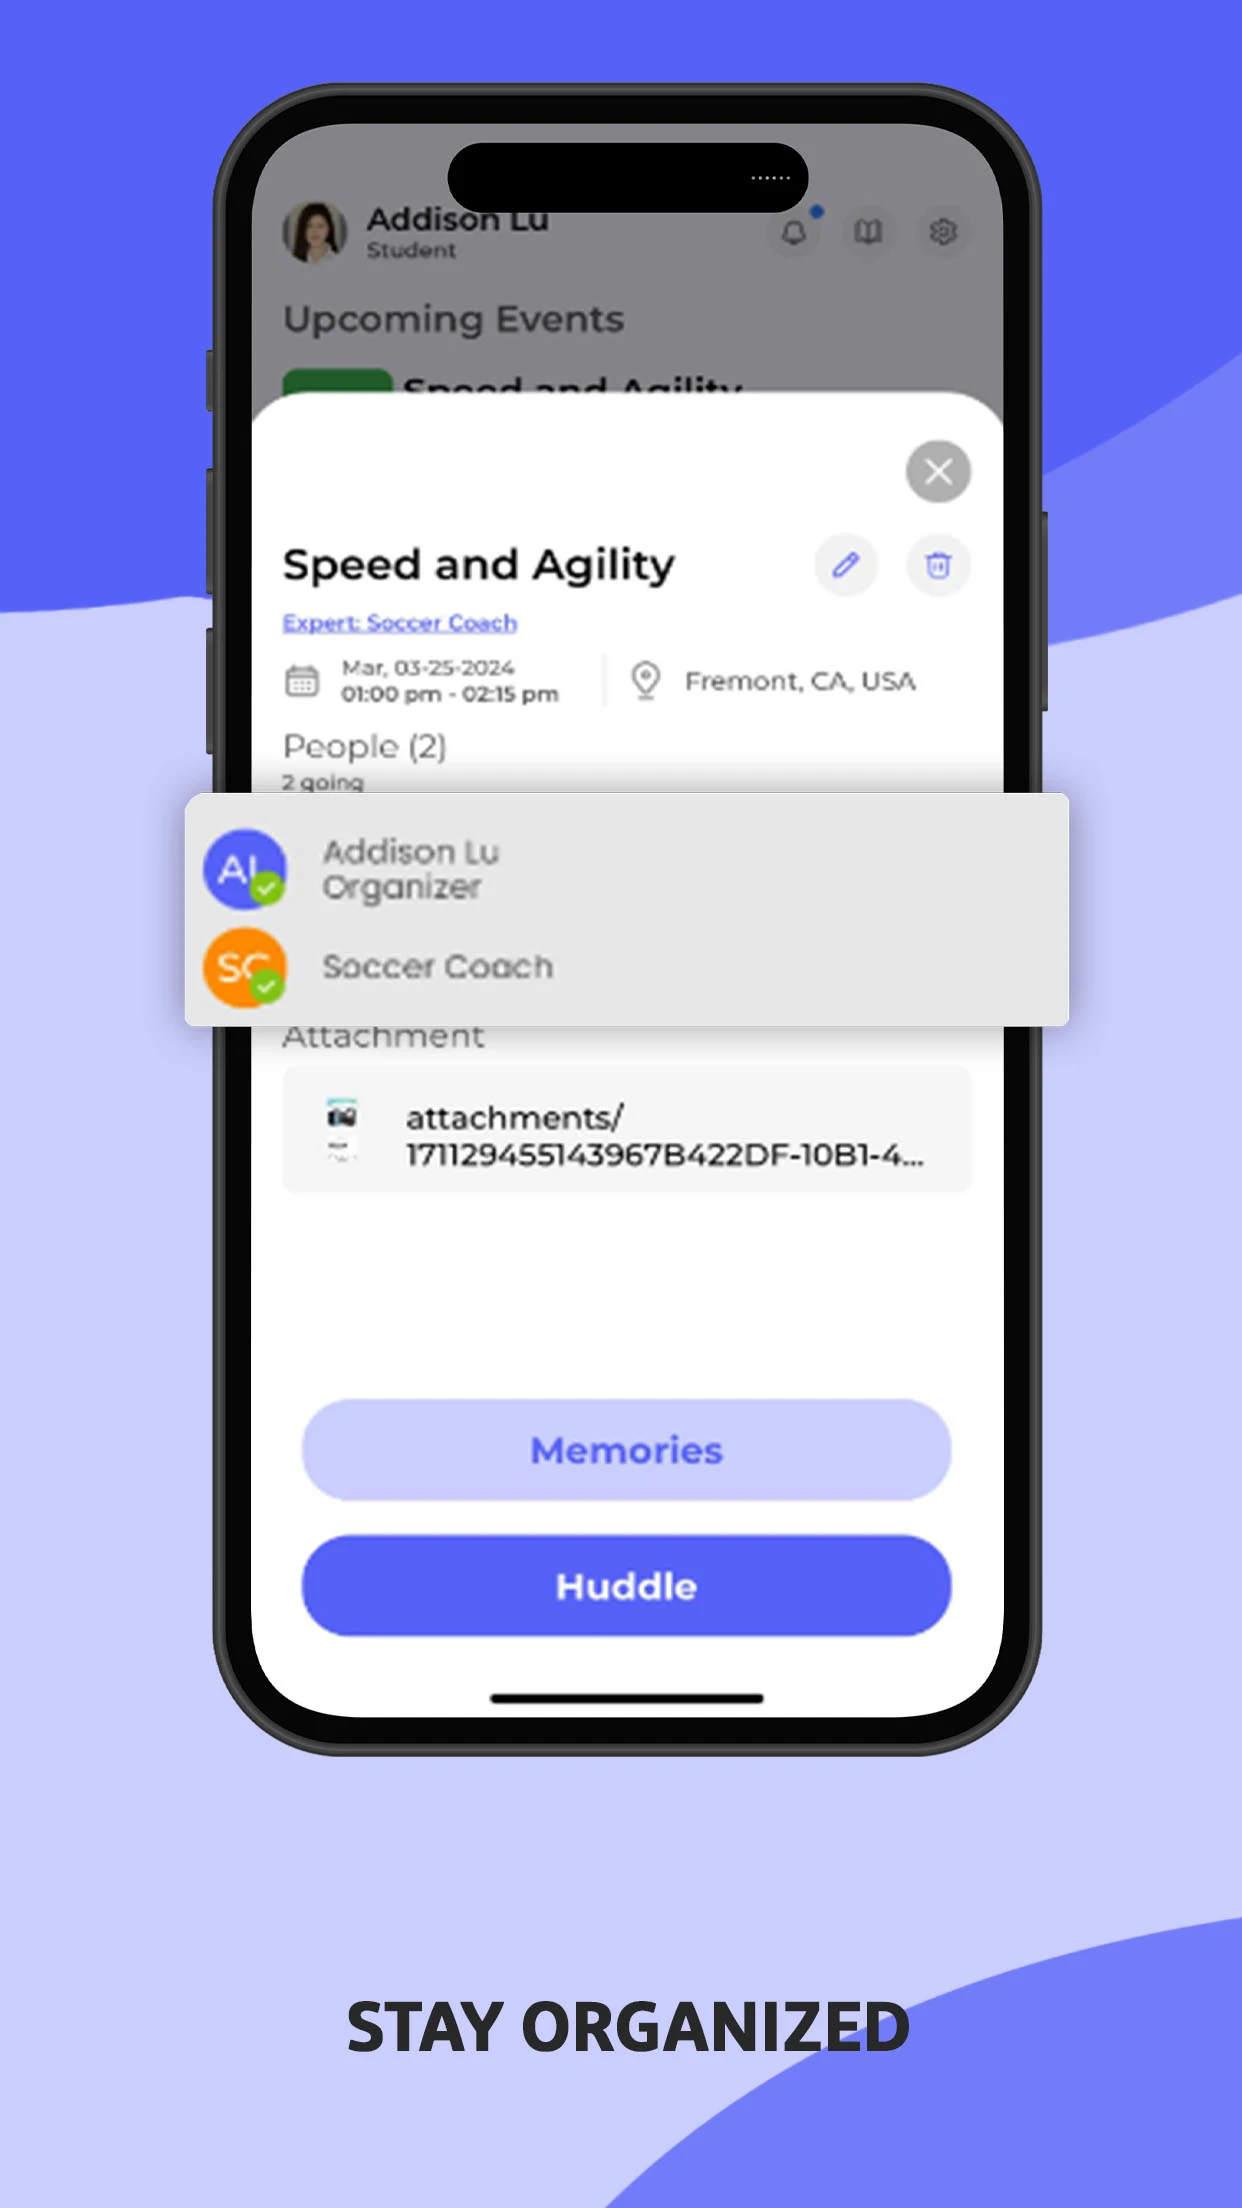 Addison Lu
Student
Upcoming Events
Speed and Agility
Speed and Agility
Expert: Soccer Coach
Mar, 03-25-2024
01:00 pm - 02:15 pm
Fremont, CA, USA
People (2)
2 going
AL
Addison Lu
Organizer
SC
Soccer Coach
Attachment
attachments/
171129455143967B422DF-10B1-4...
Memories
Huddle
STAY ORGANIZED